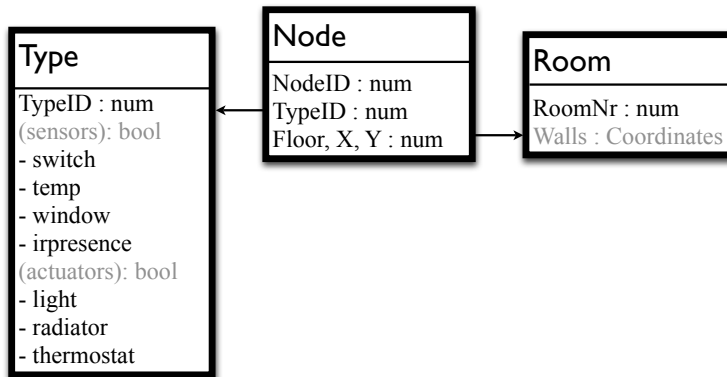 Type
TypeID : num
(sensors): bool
- switch
- temp
- window
- irpresence
(actuators): bool
- light
- radiator
- thermostat
Node
NodeID : num
TypeID : num
Floor, X, Y : num
Room
RoomNr : num
Walls : Coordinates